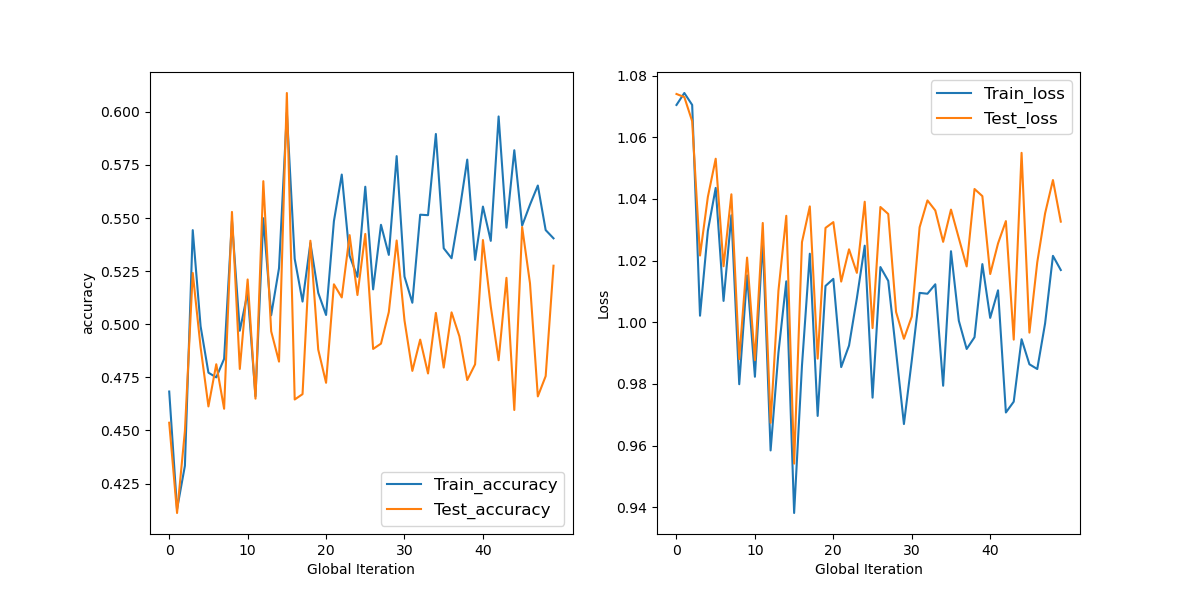 0.600
0.575
0.550
0.525
0.500
0.475
0.450
0.425
accuracy
0 10 20 30 40
Global Iteration
Train_accuracy
Test_accuracy
1.08
1.06
1.04
1.02
1.00
0.98
0.96
0.94
Loss
0 10 20 30 40
Global Iteration
Train_loss
Test_loss